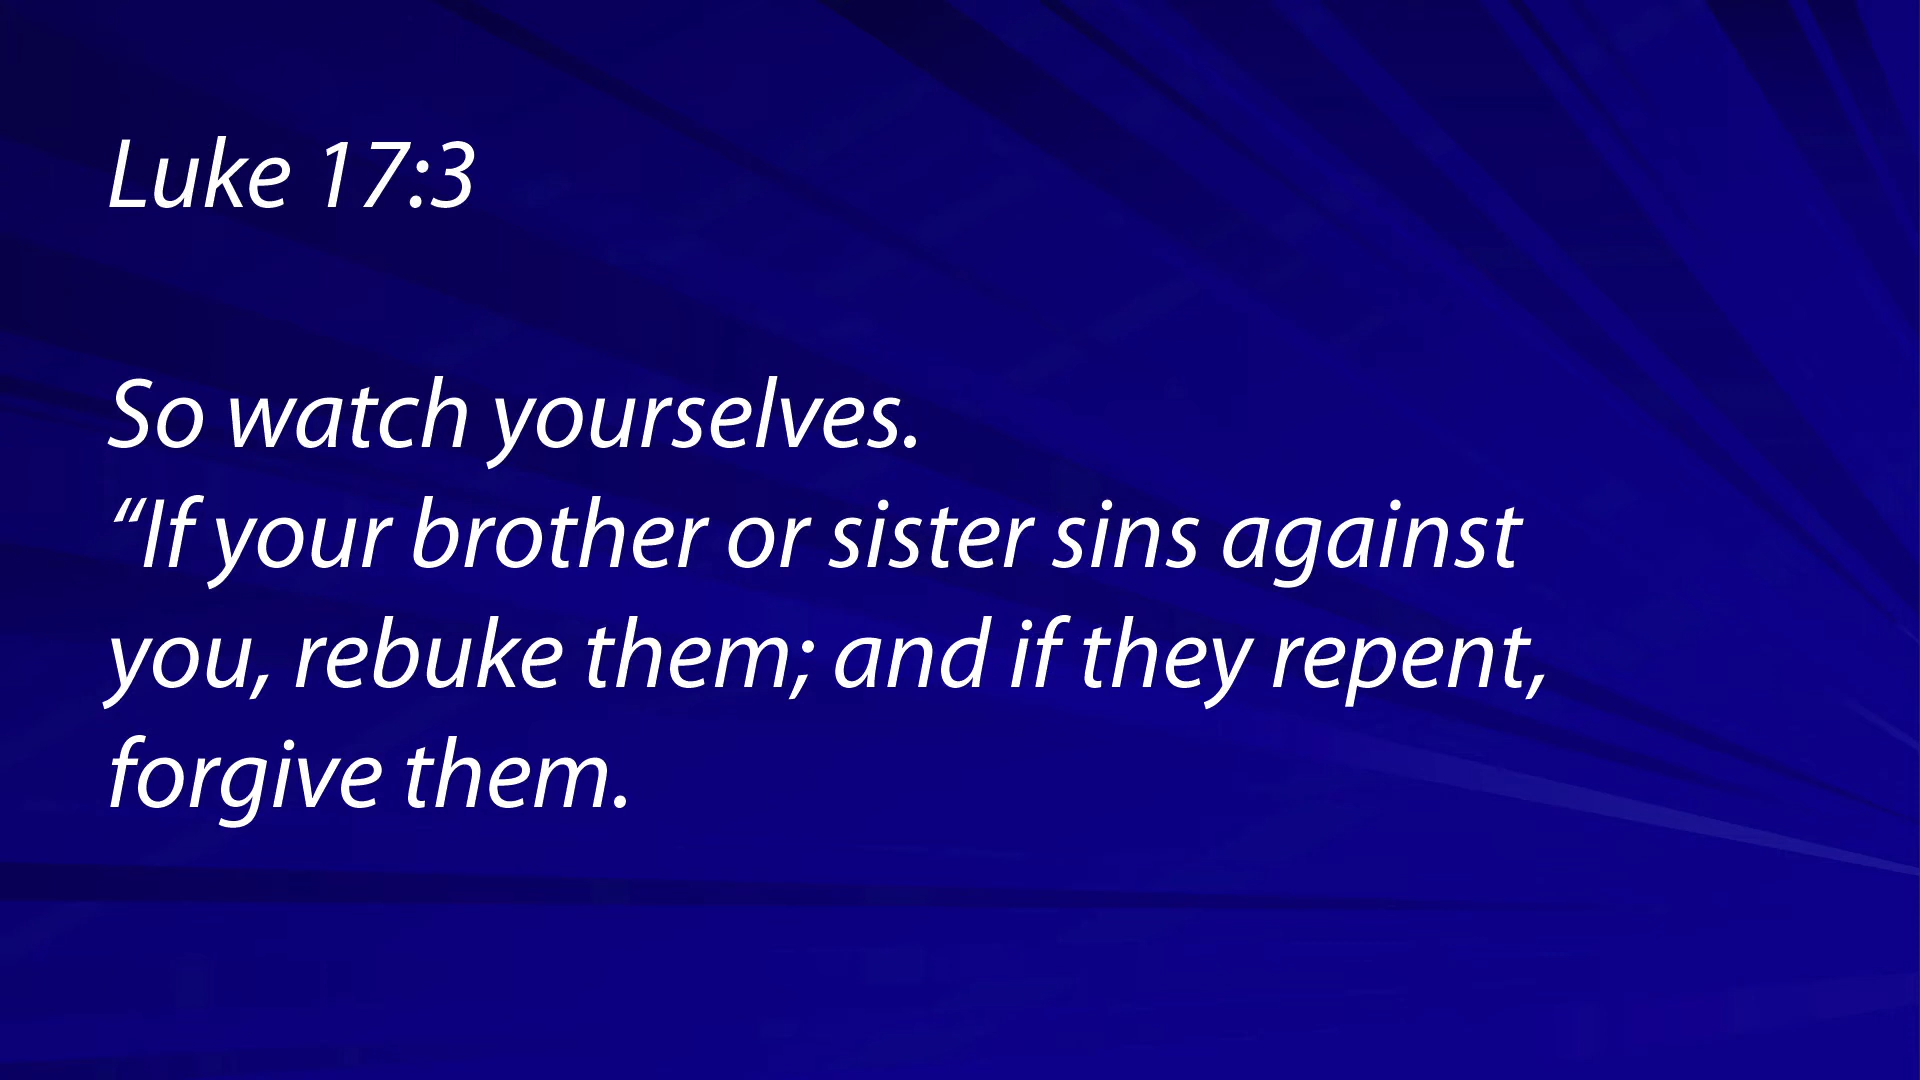 Luke 17:3
So watch yourselves.
“If your brother or sister sins against
you, rebuke them; and if they repent,
forgive them.